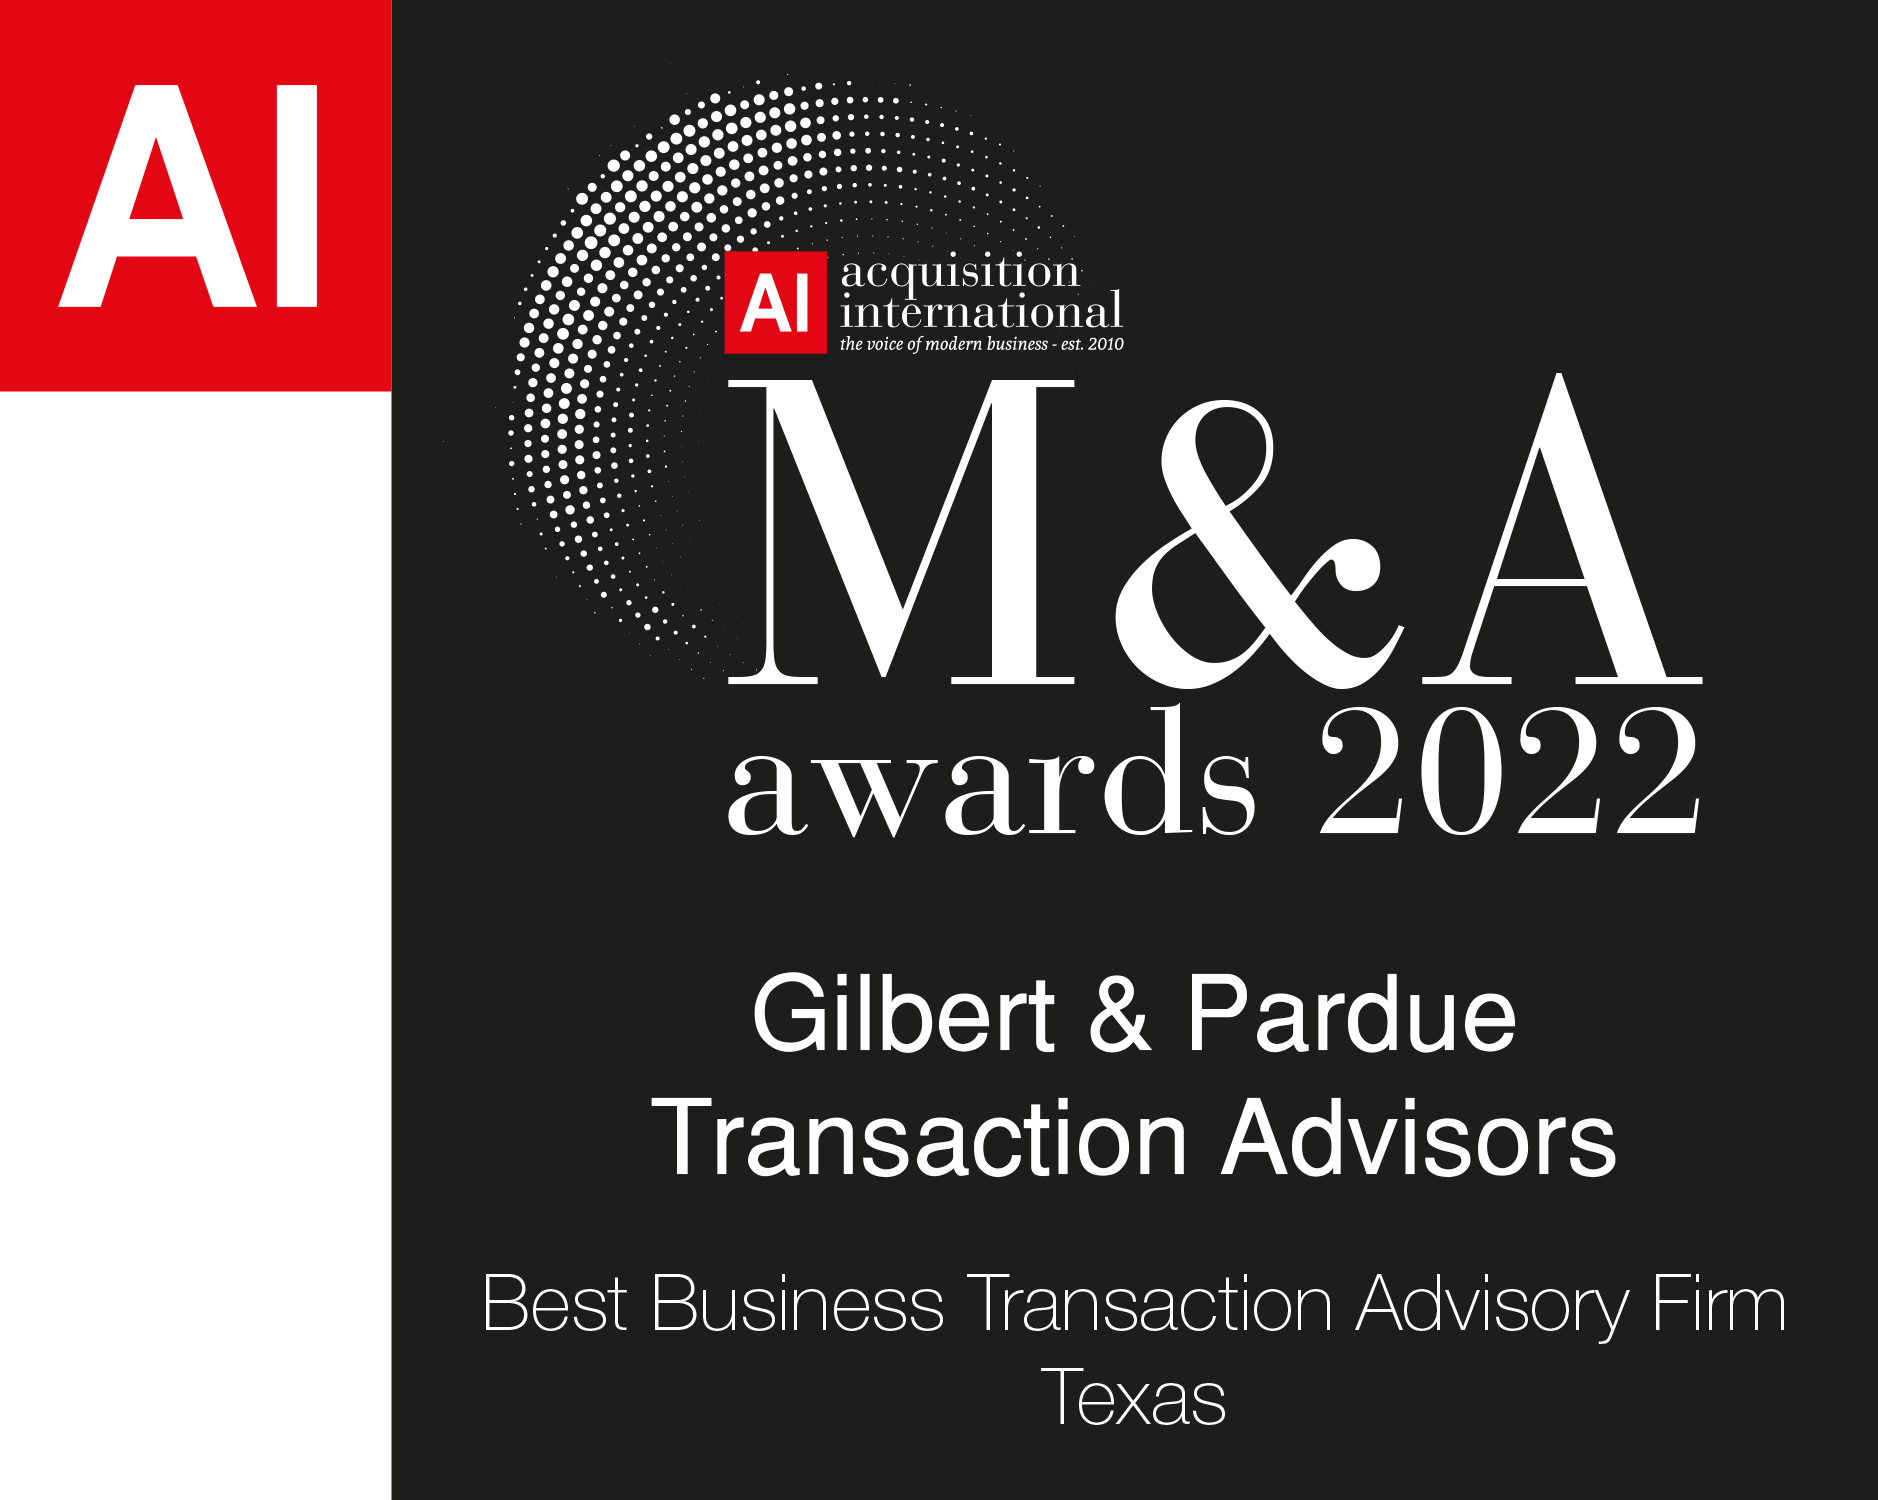 AI
AI
acquisition
international
the voice of modern business - est. 2010
M&A
awards 2022
Gilbert & Pardue
Transaction Advisors
Best Business Transaction Advisory Firm
Texas